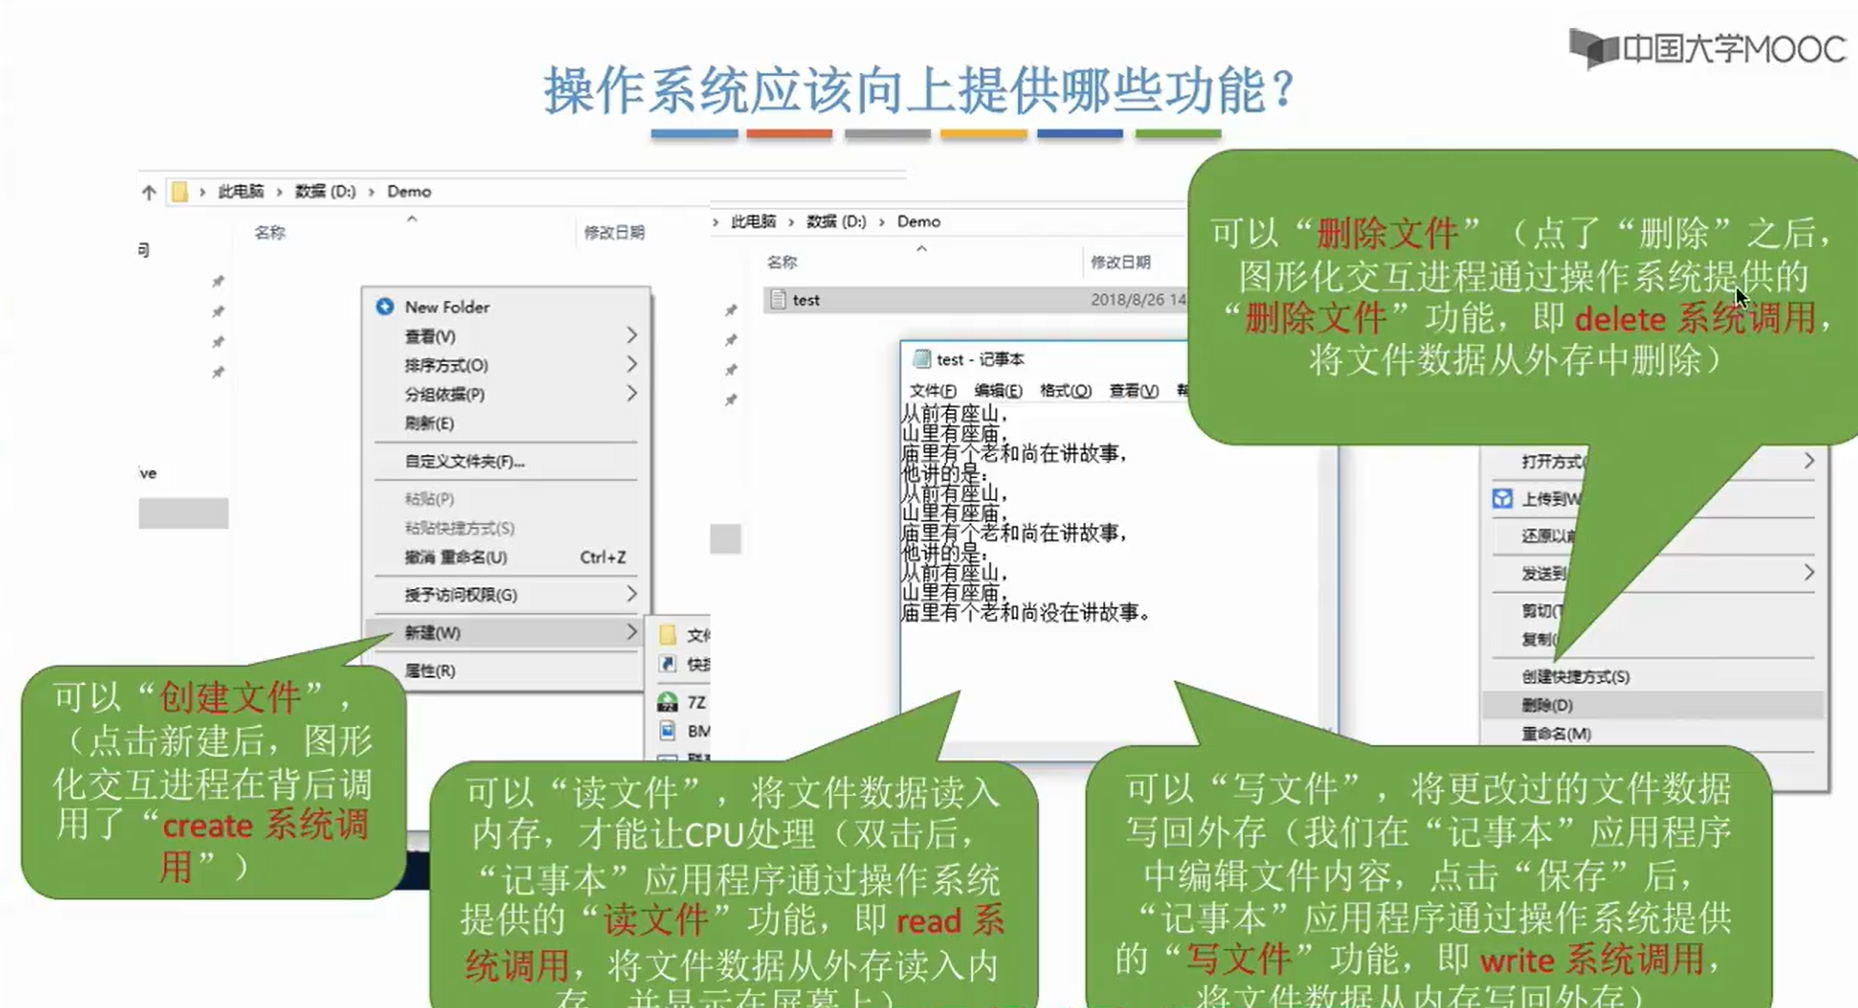 中国大学MOOC
操作系统应该向上提供哪些功能？
此电脑 › 数据 (D:) › Demo
名称
修改日期
New Folder
查看(V)
排序方式(O)
分组依据(P)
刷新(E)
自定义文件夹(F)...
粘贴(P)
粘贴快捷方式(S)
撤消 重命名(U) Ctrl+Z
授予访问权限(G)
新建(W)
属性(R)
ve
7Z
BM
此电脑 › 数据 (D:) › Demo
名称
修改日期
test
2018/8/26 14
test - 记事本
文件(F) 编辑(E) 格式(O) 查看(V)
从前有座山，
山里有座庙，
庙里有个老和尚在讲故事，
他讲的是：
从前有座山，
山里有座庙，
庙里有个老和尚在讲故事，
他讲的是：
从前有座山，
山里有座庙，
庙里有个老和尚没在讲故事。
可以“删除文件”（点了“删除”之后，
图形化交互进程通过操作系统提供的
“删除文件”功能，即 delete 系统调用，
将文件数据从外存中删除）
打开方式
上传到W
还原以前
发送到
剪切(T
复制(
创建快捷方式(S)
删除(D)
重命名(M)
可以“创建文件”，
（点击新建后，图形
化交互进程在背后调
用了“create 系统调
用”）
可以“读文件”，将文件数据读入
内存，才能让CPU处理（双击后，
“记事本”应用程序通过操作系统
提供的“读文件”功能，即 read 系
统调用，将文件数据从外存读入内
存，并显示在屏幕上）
可以“写文件”，将更改过的文件数据
写回外存（我们在“记事本”应用程序
中编辑文件内容，点击“保存”后，
“记事本”应用程序通过操作系统提供
的“写文件”功能，即 write 系统调用，
将文件数据从内存写回外存）